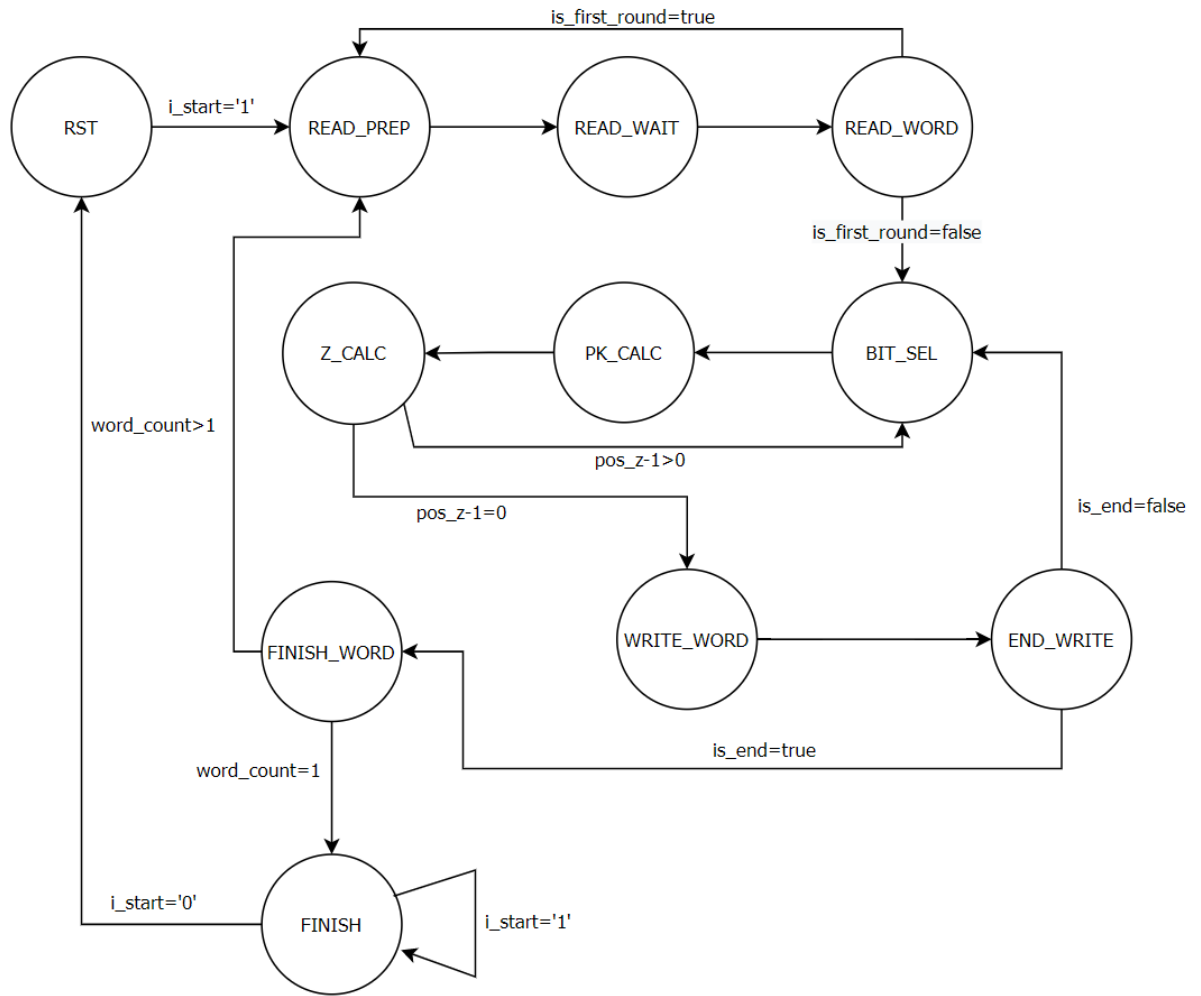 is_first_round=true
RST
i_start='1'
READ_PREP
READ_WAIT
READ_WORD
is_first_round=false
Z_CALC
PK_CALC
BIT_SEL
word_count>1
pos_z-1>0
pos_z-1=0
is_end=false
FINISH_WORD
WRITE_WORD
END_WRITE
is_end=true
word_count=1
i_start='0'
FINISH
i_start='1'